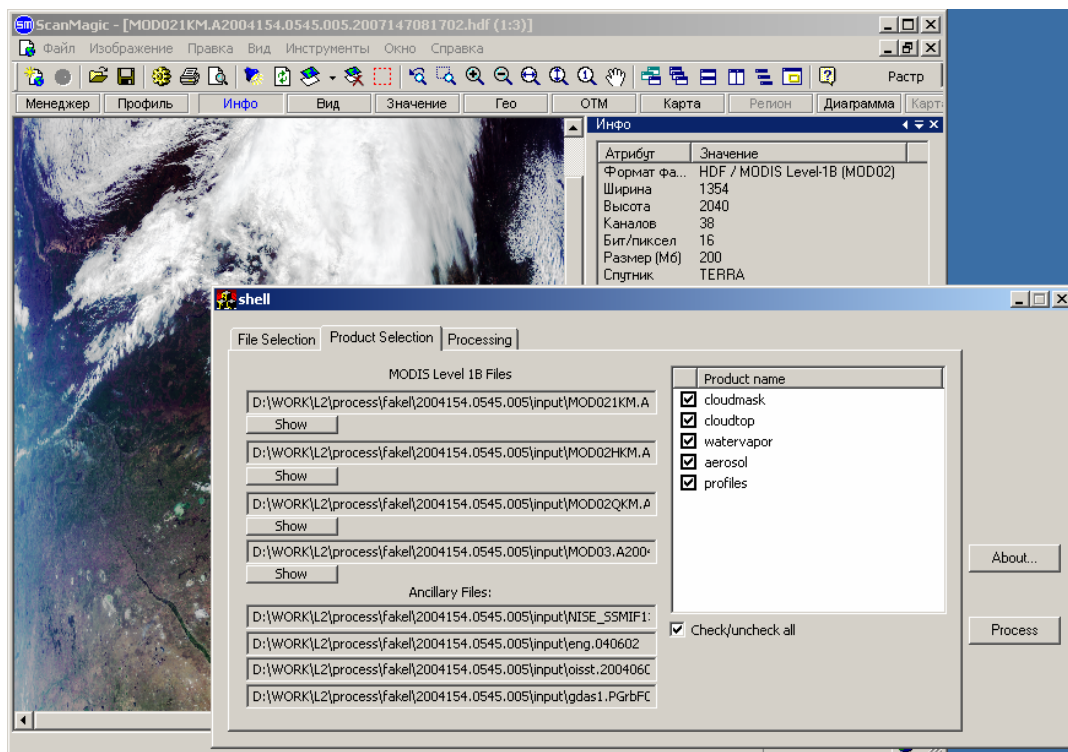 ScanMagic - [MOD021KM.A2004154.0545.005.2007147081702.hdf (1:3)]
Файл Изображение Правка Вид Инструменты Окно Справка
Растр
Менеджер Профиль Инфо Вид Значение Гео ОТМ Карта Регион Диаграмма Карт
Инфо
Атрибут Значение
Формат фа... HDF / MODIS Level-1B (MOD02)
Ширина 1354
Высота 2040
Каналов 38
Бит/пиксел 16
Размер (Мб) 200
Спутник TERRA
shell
File Selection Product Selection Processing
MODIS Level 1B Files
D:\WORK\L2\process\fakel\2004154.0545.005\input\MOD021KM.A
Show
D:\WORK\L2\process\fakel\2004154.0545.005\input\MOD02HKM.A
Show
D:\WORK\L2\process\fakel\2004154.0545.005\input\MOD02QKM.A
Show
D:\WORK\L2\process\fakel\2004154.0545.005\input\MOD03.A200
Show
Ancillary Files:
D:\WORK\L2\process\fakel\2004154.0545.005\input\NISE_SSMIF1
D:\WORK\L2\process\fakel\2004154.0545.005\input\eng.040602
D:\WORK\L2\process\fakel\2004154.0545.005\input\oisst.200406
D:\WORK\L2\process\fakel\2004154.0545.005\input\gdas1.PGrbF
Product name
cloudmask
cloudtop
watervapor
aerosol
profiles
Check/uncheck all
About...
Process